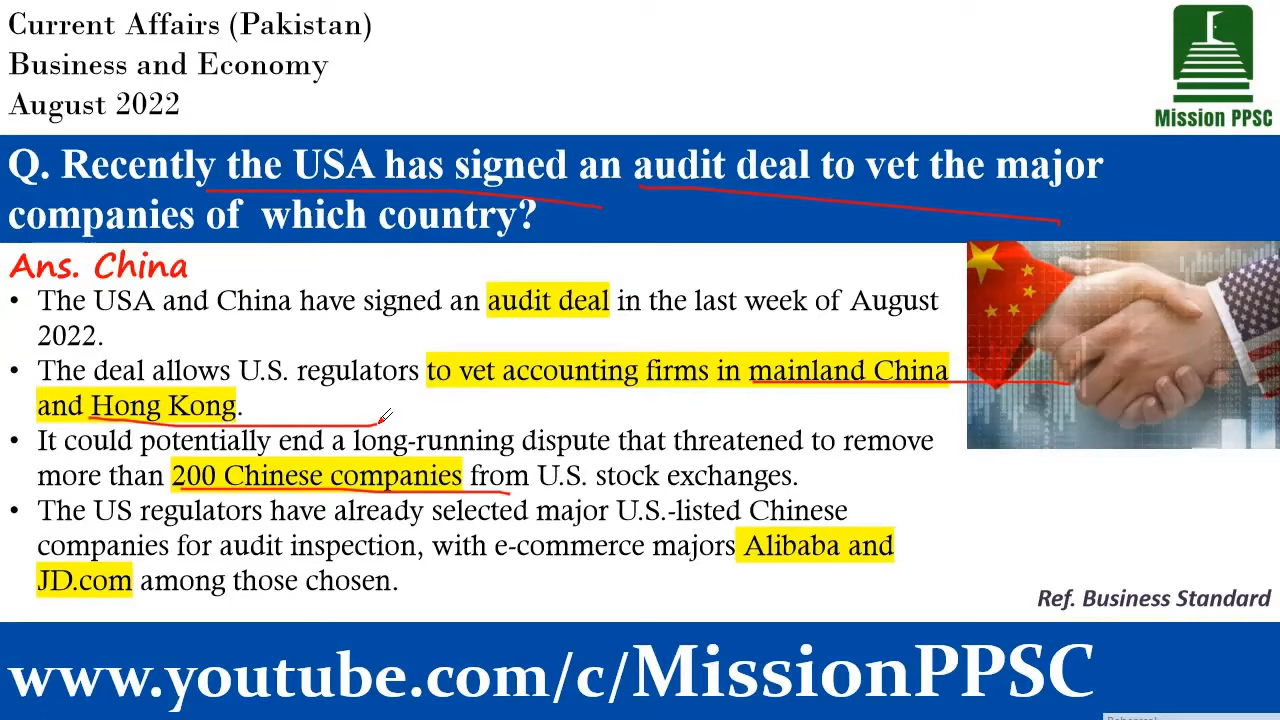 Current Affairs (Pakistan)
Business and Economy
August 2022
Mission PPSC
Q. Recently the USA has signed an audit deal to vet the major
companies of which country?
Ans. China
• The USA and China have signed an audit deal in the last week of August
2022.
• The deal allows U.S. regulators to vet accounting firms in mainland China
and Hong Kong.
• It could potentially end a long-running dispute that threatened to remove
more than 200 Chinese companies from U.S. stock exchanges.
• The US regulators have already selected major U.S.-listed Chinese
companies for audit inspection, with e-commerce majors Alibaba and
JD.com among those chosen.
Ref. Business Standard
www.youtube.com/c/MissionPPSC